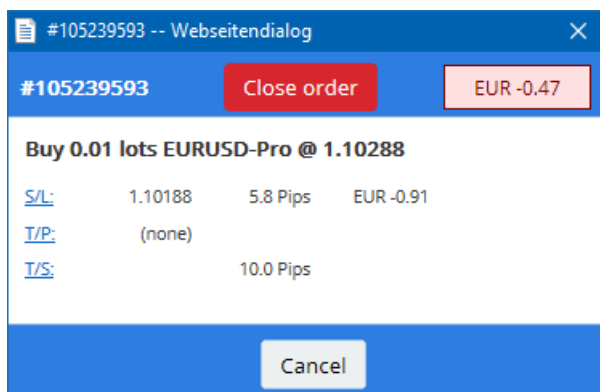 #105239593 -- Webseitendialog
#105239593 Close order EUR -0.47
Buy 0.01 lots EURUSD-Pro @ 1.10288
S/L: 1.10188 5.8 Pips EUR -0.91
T/P: (none)
T/S: 10.0 Pips
Cancel